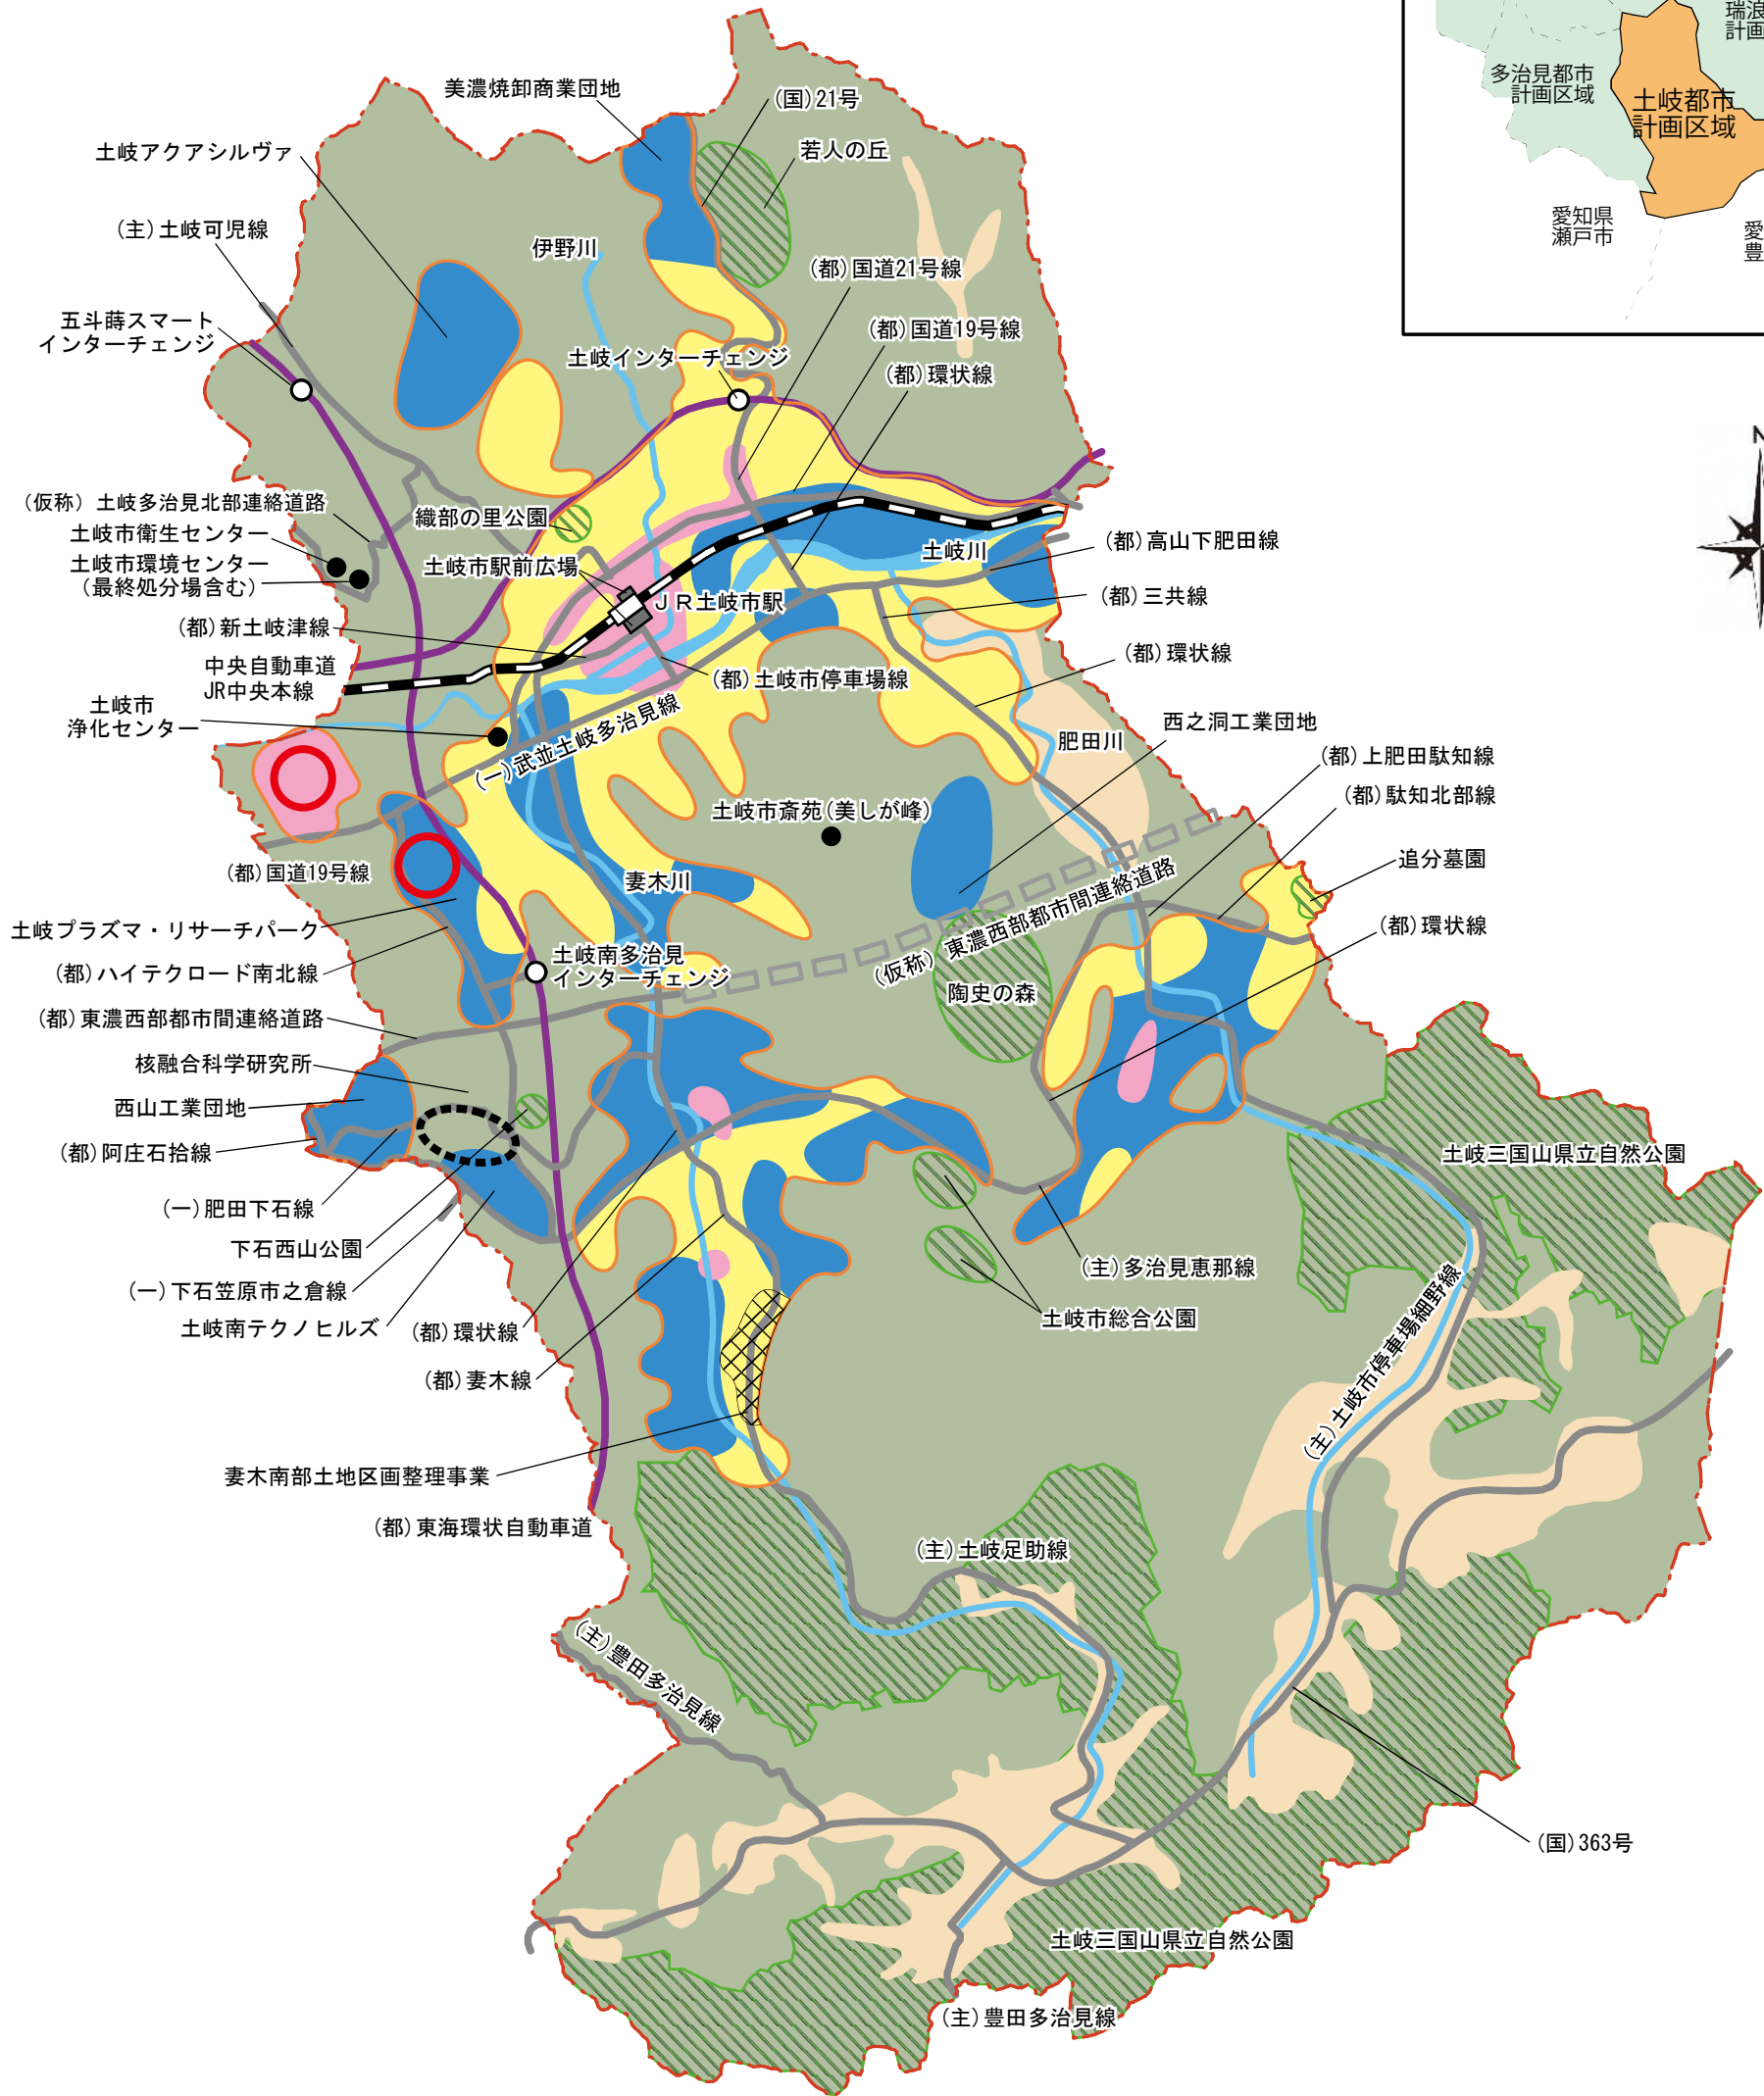 瑞浪
計画
多治見都市
計画区域
土岐都市
計画区域
愛知県
瀬戸市
愛
豊
N
美濃焼卸商業団地
(国)21号
土岐アクアシルヴァ
若人の丘
(主)土岐可児線
伊野川
(都)国道21号線
五斗蒔スマート
インターチェンジ
(都)国道19号線
土岐インターチェンジ
(都)環状線
(仮称)土岐多治見北部連絡道路
織部の里公園
土岐市衛生センター
土岐川
(都)高山下肥田線
土岐市環境センター
(最終処分場含む)
土岐市駅前広場
JR土岐市駅
(都)三共線
(都)新土岐津線
(都)環状線
中央自動車道
JR中央本線
(都)土岐市停車場線
土岐市
浄化センター
(一)武並土岐多治見線
西之洞工業団地
肥田川
(都)上肥田駄知線
(都)駄知北部線
土岐市斎苑(美しが峰)
追分墓園
(都)国道19号線
妻木川
(仮称)東濃西部都市間連絡道路
(都)環状線
土岐プラズマ・リサーチパーク
土岐南多治見
インターチェンジ
(都)ハイテクロード南北線
陶史の森
(都)東濃西部都市間連絡道路
核融合科学研究所
西山工業団地
(都)阿庄石拾線
土岐三国山県立自然公園
(一)肥田下石線
下石西山公園
(主)多治見恵那線
(一)下石笠原市之倉線
土岐市総合公園
土岐南テクノヒルズ
(都)環状線
(主)土岐市停車場細野線
(都)妻木線
妻木南部土地区画整理事業
(都)東海環状自動車道
(主)土岐足助線
(主)豊田多治見線
(国)363号
土岐三国山県立自然公園
(主)豊田多治見線